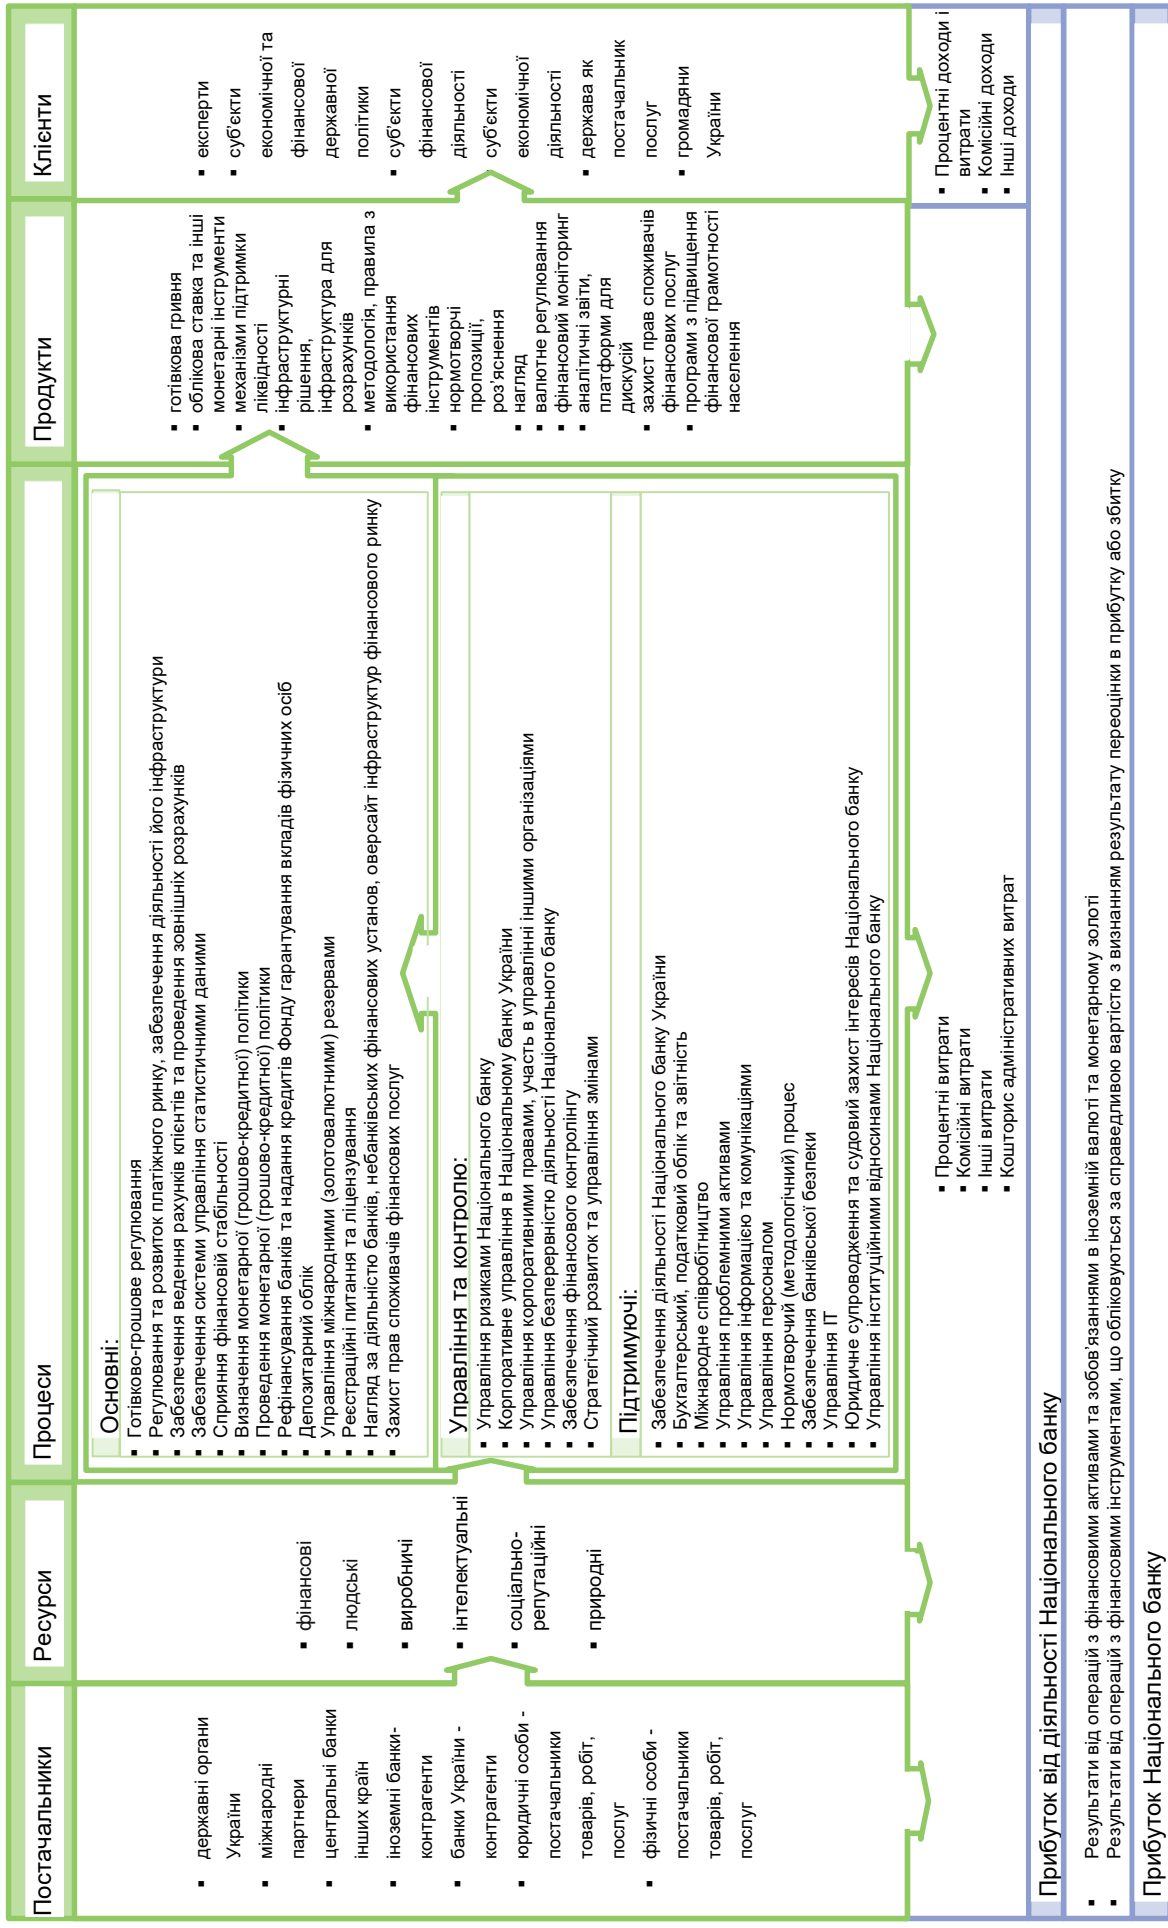 Постачальники
Ресурси
Процеси
Продукти
Клієнти
▪ державні органи
України
▪ міжнародні
партнери
▪ центральні банки
інших країн
▪ іноземні банки-
контрагенти
▪ банки України -
контрагенти
▪ юридичні особи -
постачальники
товарів, робіт,
послуг
▪ фізичні особи -
постачальники
товарів, робіт,
послуг
▪ фінансові
▪ людські
▪ виробничі
▪ інтелектуальні
▪ соціально-
репутаційні
▪ природні
Основні:
▪ Готівково-грошове регулювання
▪ Регулювання та розвиток платіжного ринку, забезпечення діяльності його інфраструктури
▪ Забезпечення ведення рахунків клієнтів та проведення зовнішніх розрахунків
▪ Забезпечення системи управління статистичними даними
▪ Сприяння фінансовій стабільності
▪ Визначення монетарної (грошово-кредитної) політики
▪ Проведення монетарної (грошово-кредитної) політики
▪ Рефінансування банків та надання кредитів Фонду гарантування вкладів фізичних осіб
▪ Депозитарний облік
▪ Управління міжнародними (золотовалютними) резервами
▪ Реєстраційні питання та ліцензування
▪ Нагляд за діяльністю банків, небанківських фінансових установ, оверсайт інфраструктур фінансового ринку
▪ Захист прав споживачів фінансових послуг
Управління та контролю:
▪ Управління ризиками Національного банку
▪ Корпоративне управління в Національному банку України
▪ Управління корпоративними правами, участь в управлінні іншими організаціями
▪ Управління безперервністю діяльності Національного банку
▪ Забезпечення фінансового контролінгу
▪ Стратегічний розвиток та управління змінами
Підтримуючі:
▪ Забезпечення діяльності Національного банку України
▪ Бухгалтерський, податковий облік та звітність
▪ Міжнародне співробітництво
▪ Управління проблемними активами
▪ Управління інформацією та комунікаціями
▪ Управління персоналом
▪ Нормотворчий (методологічний) процес
▪ Забезпечення банківської безпеки
▪ Управління ІТ
▪ Юридичне супроводження та судовий захист інтересів Національного банку
▪ Управління інституційними відносинами Національного банку
▪ готівкова гривня
▪ облікова ставка та інші
монетарні інструменти
▪ механізми підтримки
ліквідності
▪ інфраструктурні
рішення,
інфраструктура для
розрахунків
▪ методологія, правила з
використання
фінансових
інструментів
▪ нормотворчі
пропозиції,
роз’яснення
▪ нагляд
▪ валютне регулювання
▪ фінансовий моніторинг
▪ аналітичні звіти,
платформи для
дискусій
▪ захист прав споживачів
фінансових послуг
▪ програми з підвищення
фінансової грамотності
населення
▪ експерти
▪ суб’єкти
економічної та
фінансової
державної
політики
▪ суб’єкти
фінансової
діяльності
▪ суб’єкти
економічної
діяльності
▪ держава як
постачальник
послуг
▪ громадяни
України
▪ Процентні витрати
▪ Комісійні витрати
▪ Інші витрати
▪ Кошторис адміністративних витрат
▪ Процентні доходи і
витрати
▪ Комісійні доходи
▪ Інші доходи
Прибуток від діяльності Національного банку
▪ Результати від операцій з фінансовими активами та зобов’язаннями в іноземній валюті та монетарному золоті
▪ Результати від операцій з фінансовими інструментами, що обліковуються за справедливою вартістю з визнанням результату переоцінки в прибутку або збитку
Прибуток Національного банку